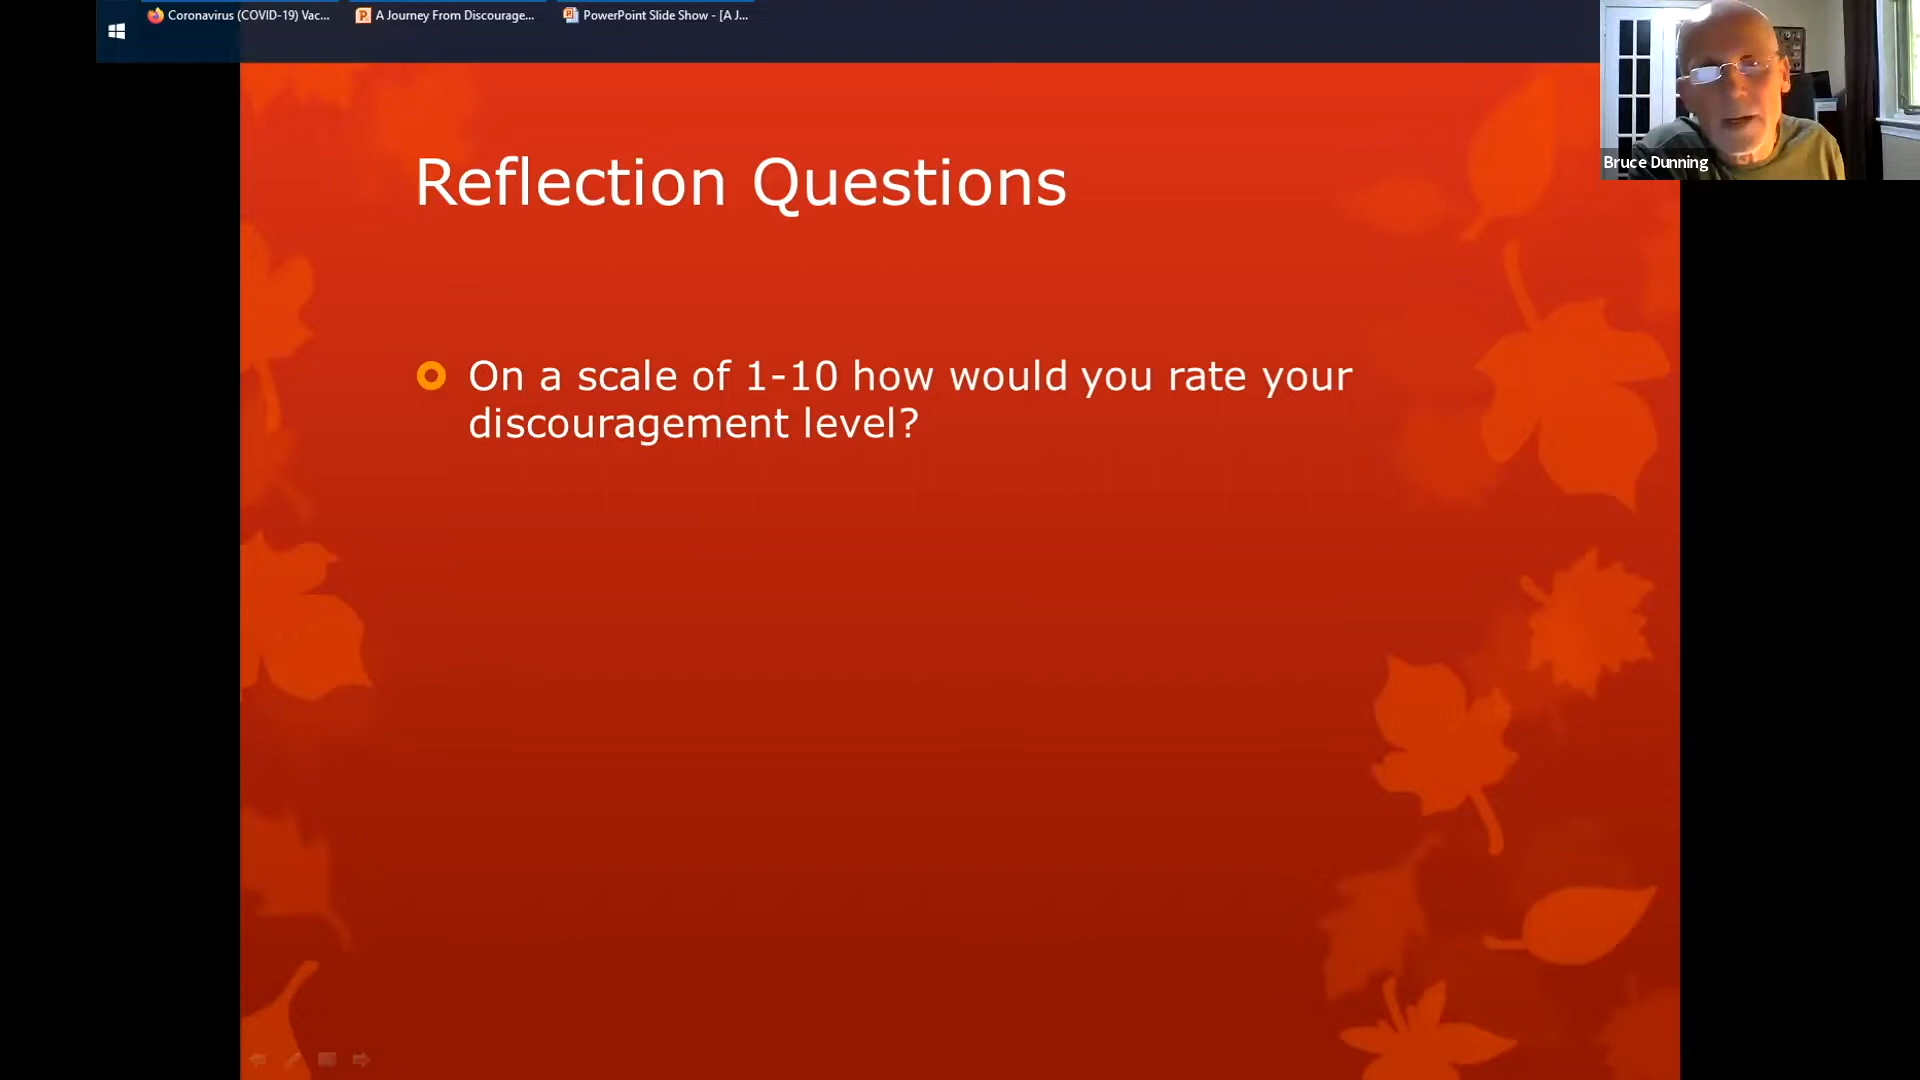 Coronavirus (COVID-19) Vac...
A Journey From Discourage...
PowerPoint Slide Show - [A J...
Bruce Dunning
Reflection Questions
On a scale of 1-10 how would you rate your
discouragement level?